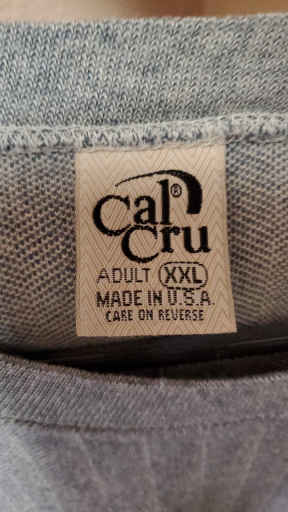 Cal®
Cru
ADULT XXL
MADE IN U.S.A.
CARE ON REVERSE